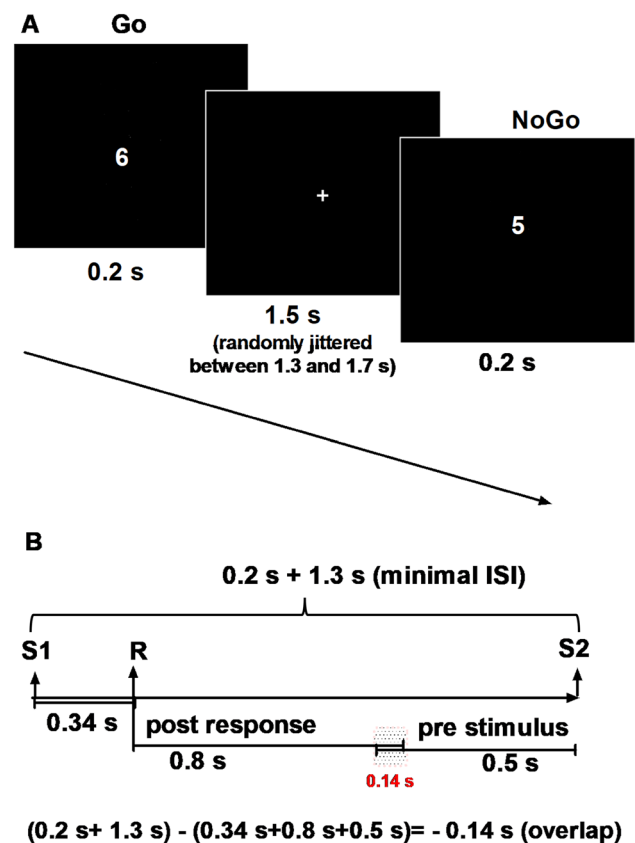 A
Go
6
0.2 s
+
1.5 s
(randomly jittered
between 1.3 and 1.7 s)
NoGo
5
0.2 s
B
0.2 s + 1.3 s (minimal ISI)
S1
R
S2
0.34 s
post response
pre stimulus
0.8 s
0.14 s
0.5 s
(0.2 s+ 1.3 s) - (0.34 s+0.8 s+0.5 s)= - 0.14 s (overlap)